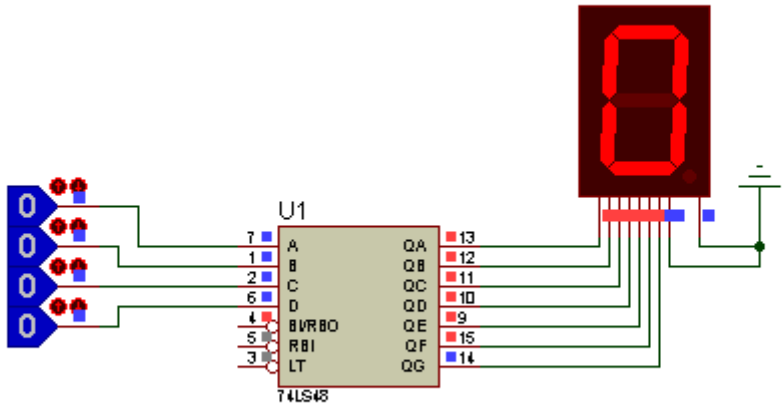 0
0
0
0
0
U1
7 A QA 13
1 B QB 12
2 C QC 11
6 D QD 10
4 BI/RBO QE 9
5 RBI QF 15
3 LT QG 14
74LS48